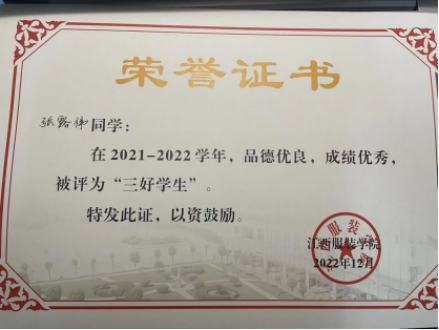 荣誉证书
张路伟同学：
在2021-2022学年，品德优良，成绩优秀，
被评为“三好学生”。
特发此证，以资鼓励。
江西服装学院
2022年12月